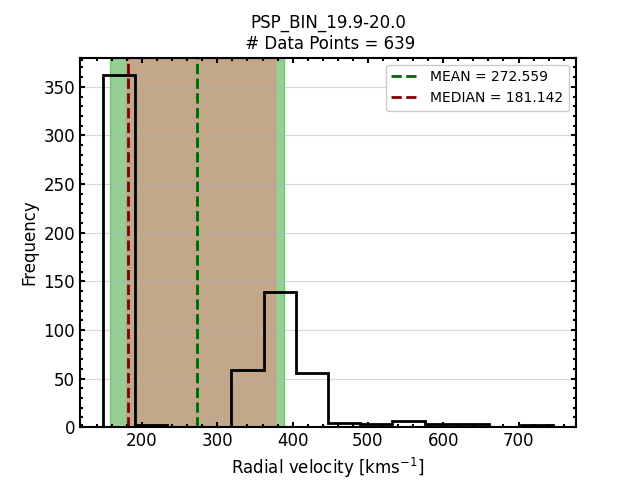 PSP_BIN_19.9-20.0
# Data Points = 639
MEAN = 272.559
MEDIAN = 181.142
Frequency
350
300
250
200
150
100
50
0
200 300 400 500 600 700
Radial velocity [kms⁻¹]